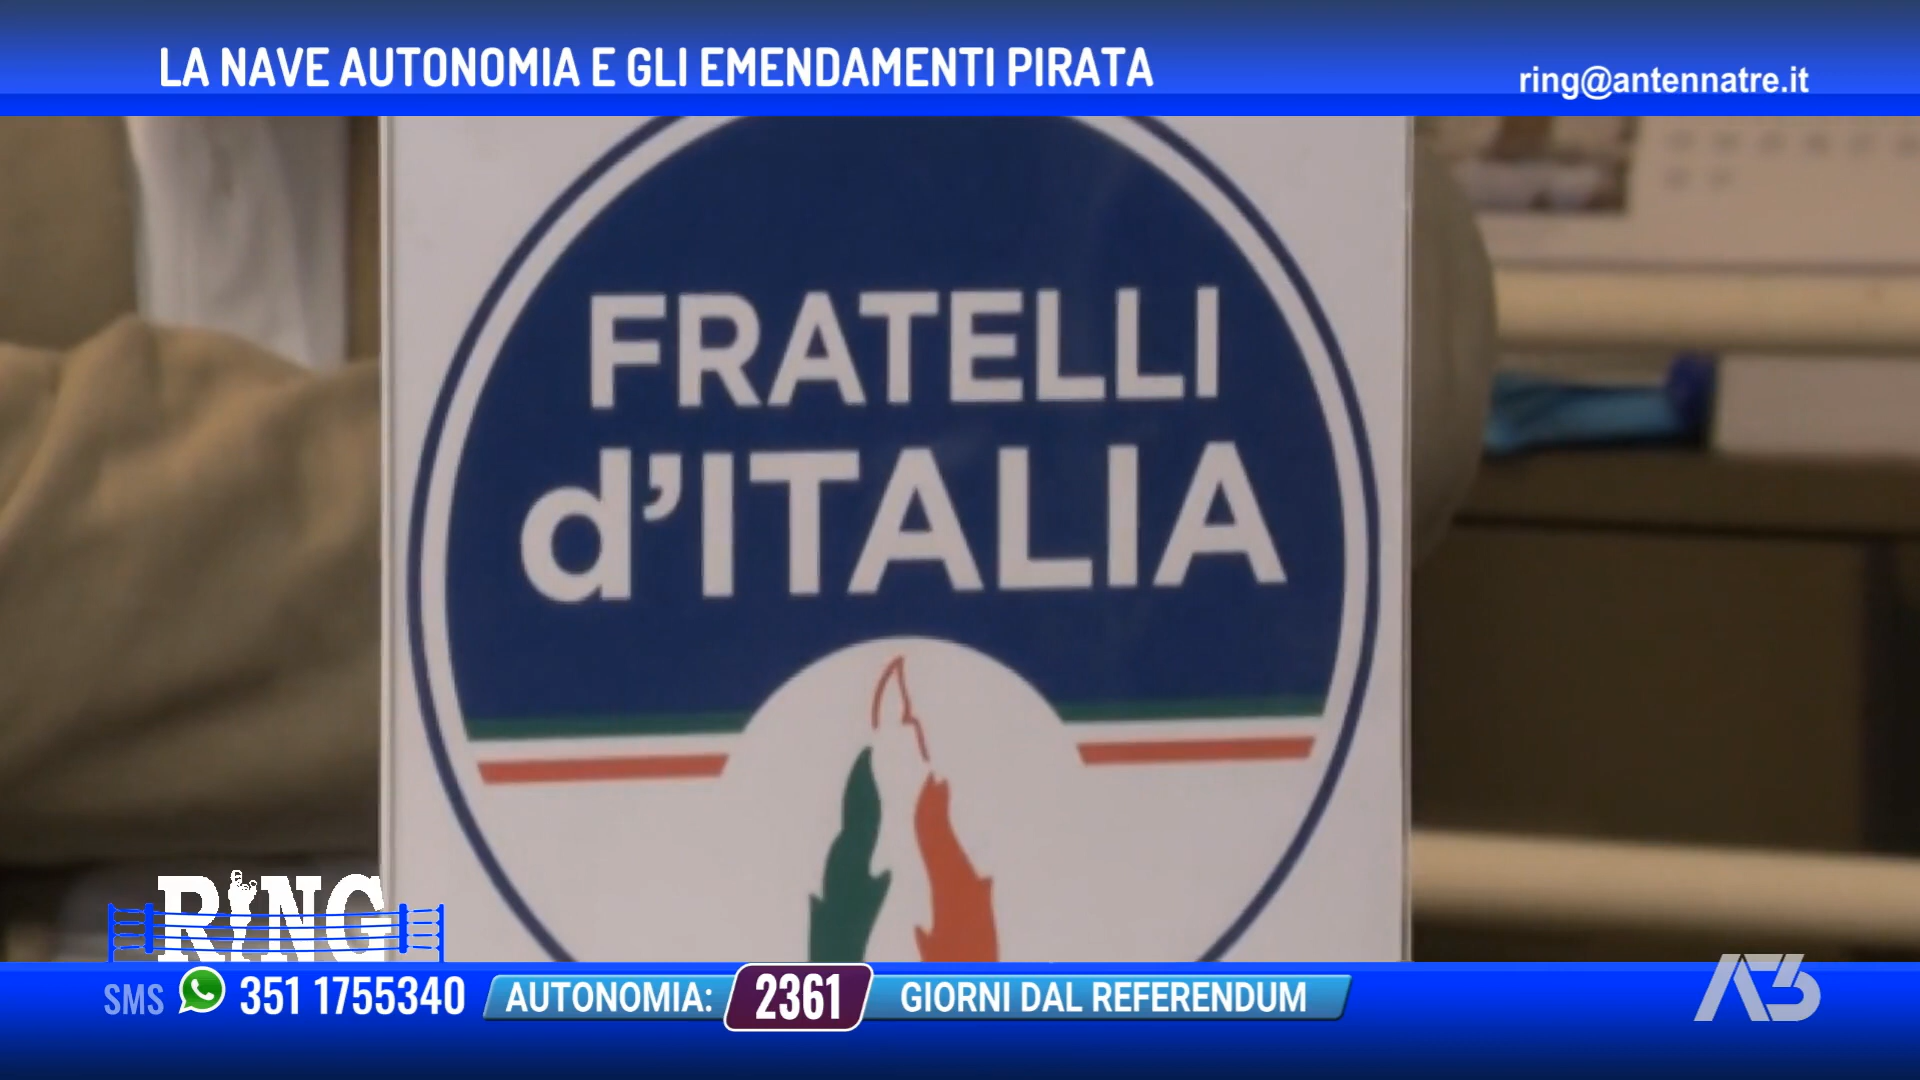 LA NAVE AUTONOMIA E GLI EMENDAMENTI PIRATA
ring@antennatre.it
FRATELLI
d'ITALIA
RING
SMS 351 1755340 AUTONOMIA: 2361 GIORNI DAL REFERENDUM
A3